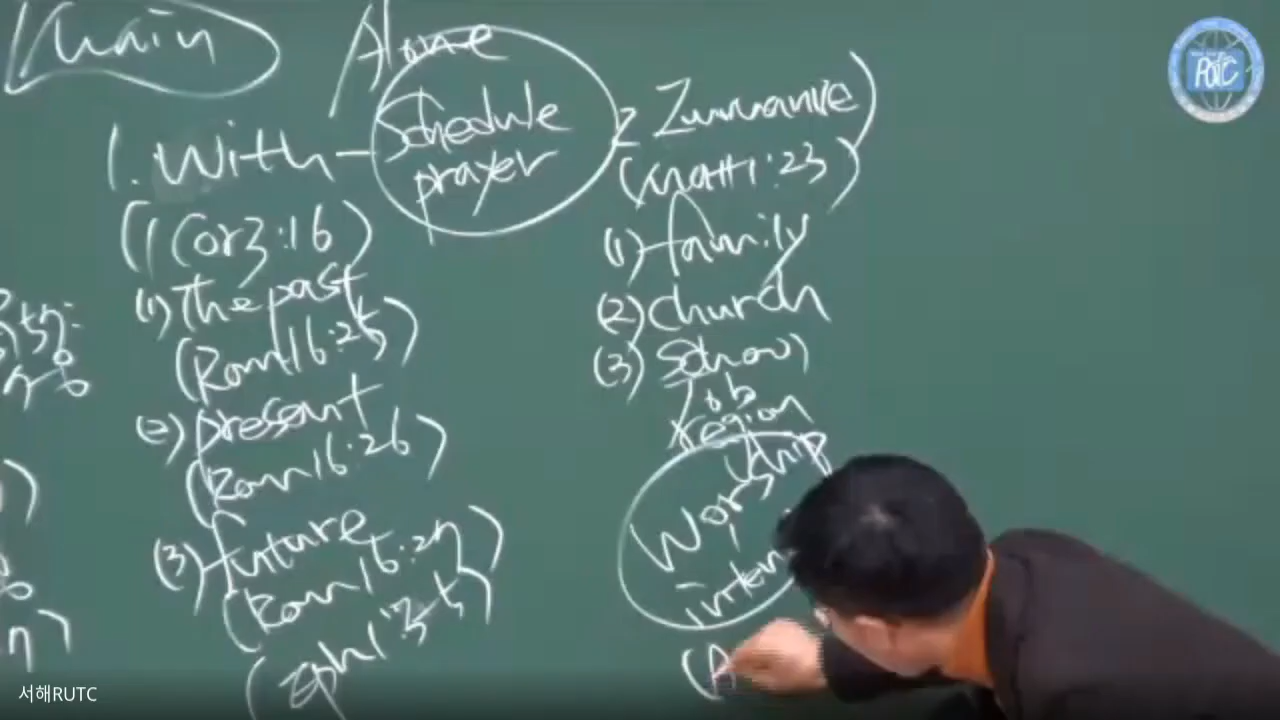 Main
Alone
1. With - Schedule
prayer
(1 Cor 3:16)
(1) The past
(Rom 16:25)
(2) present
(Rom 16:26)
(3) future
(Rom 16:27)
(Eph 1:3-5)
2 Immanuel
(Matt 1:23)
(1) family
(2) church
(3) School
Job
region
Worship
(A
서해RUTC